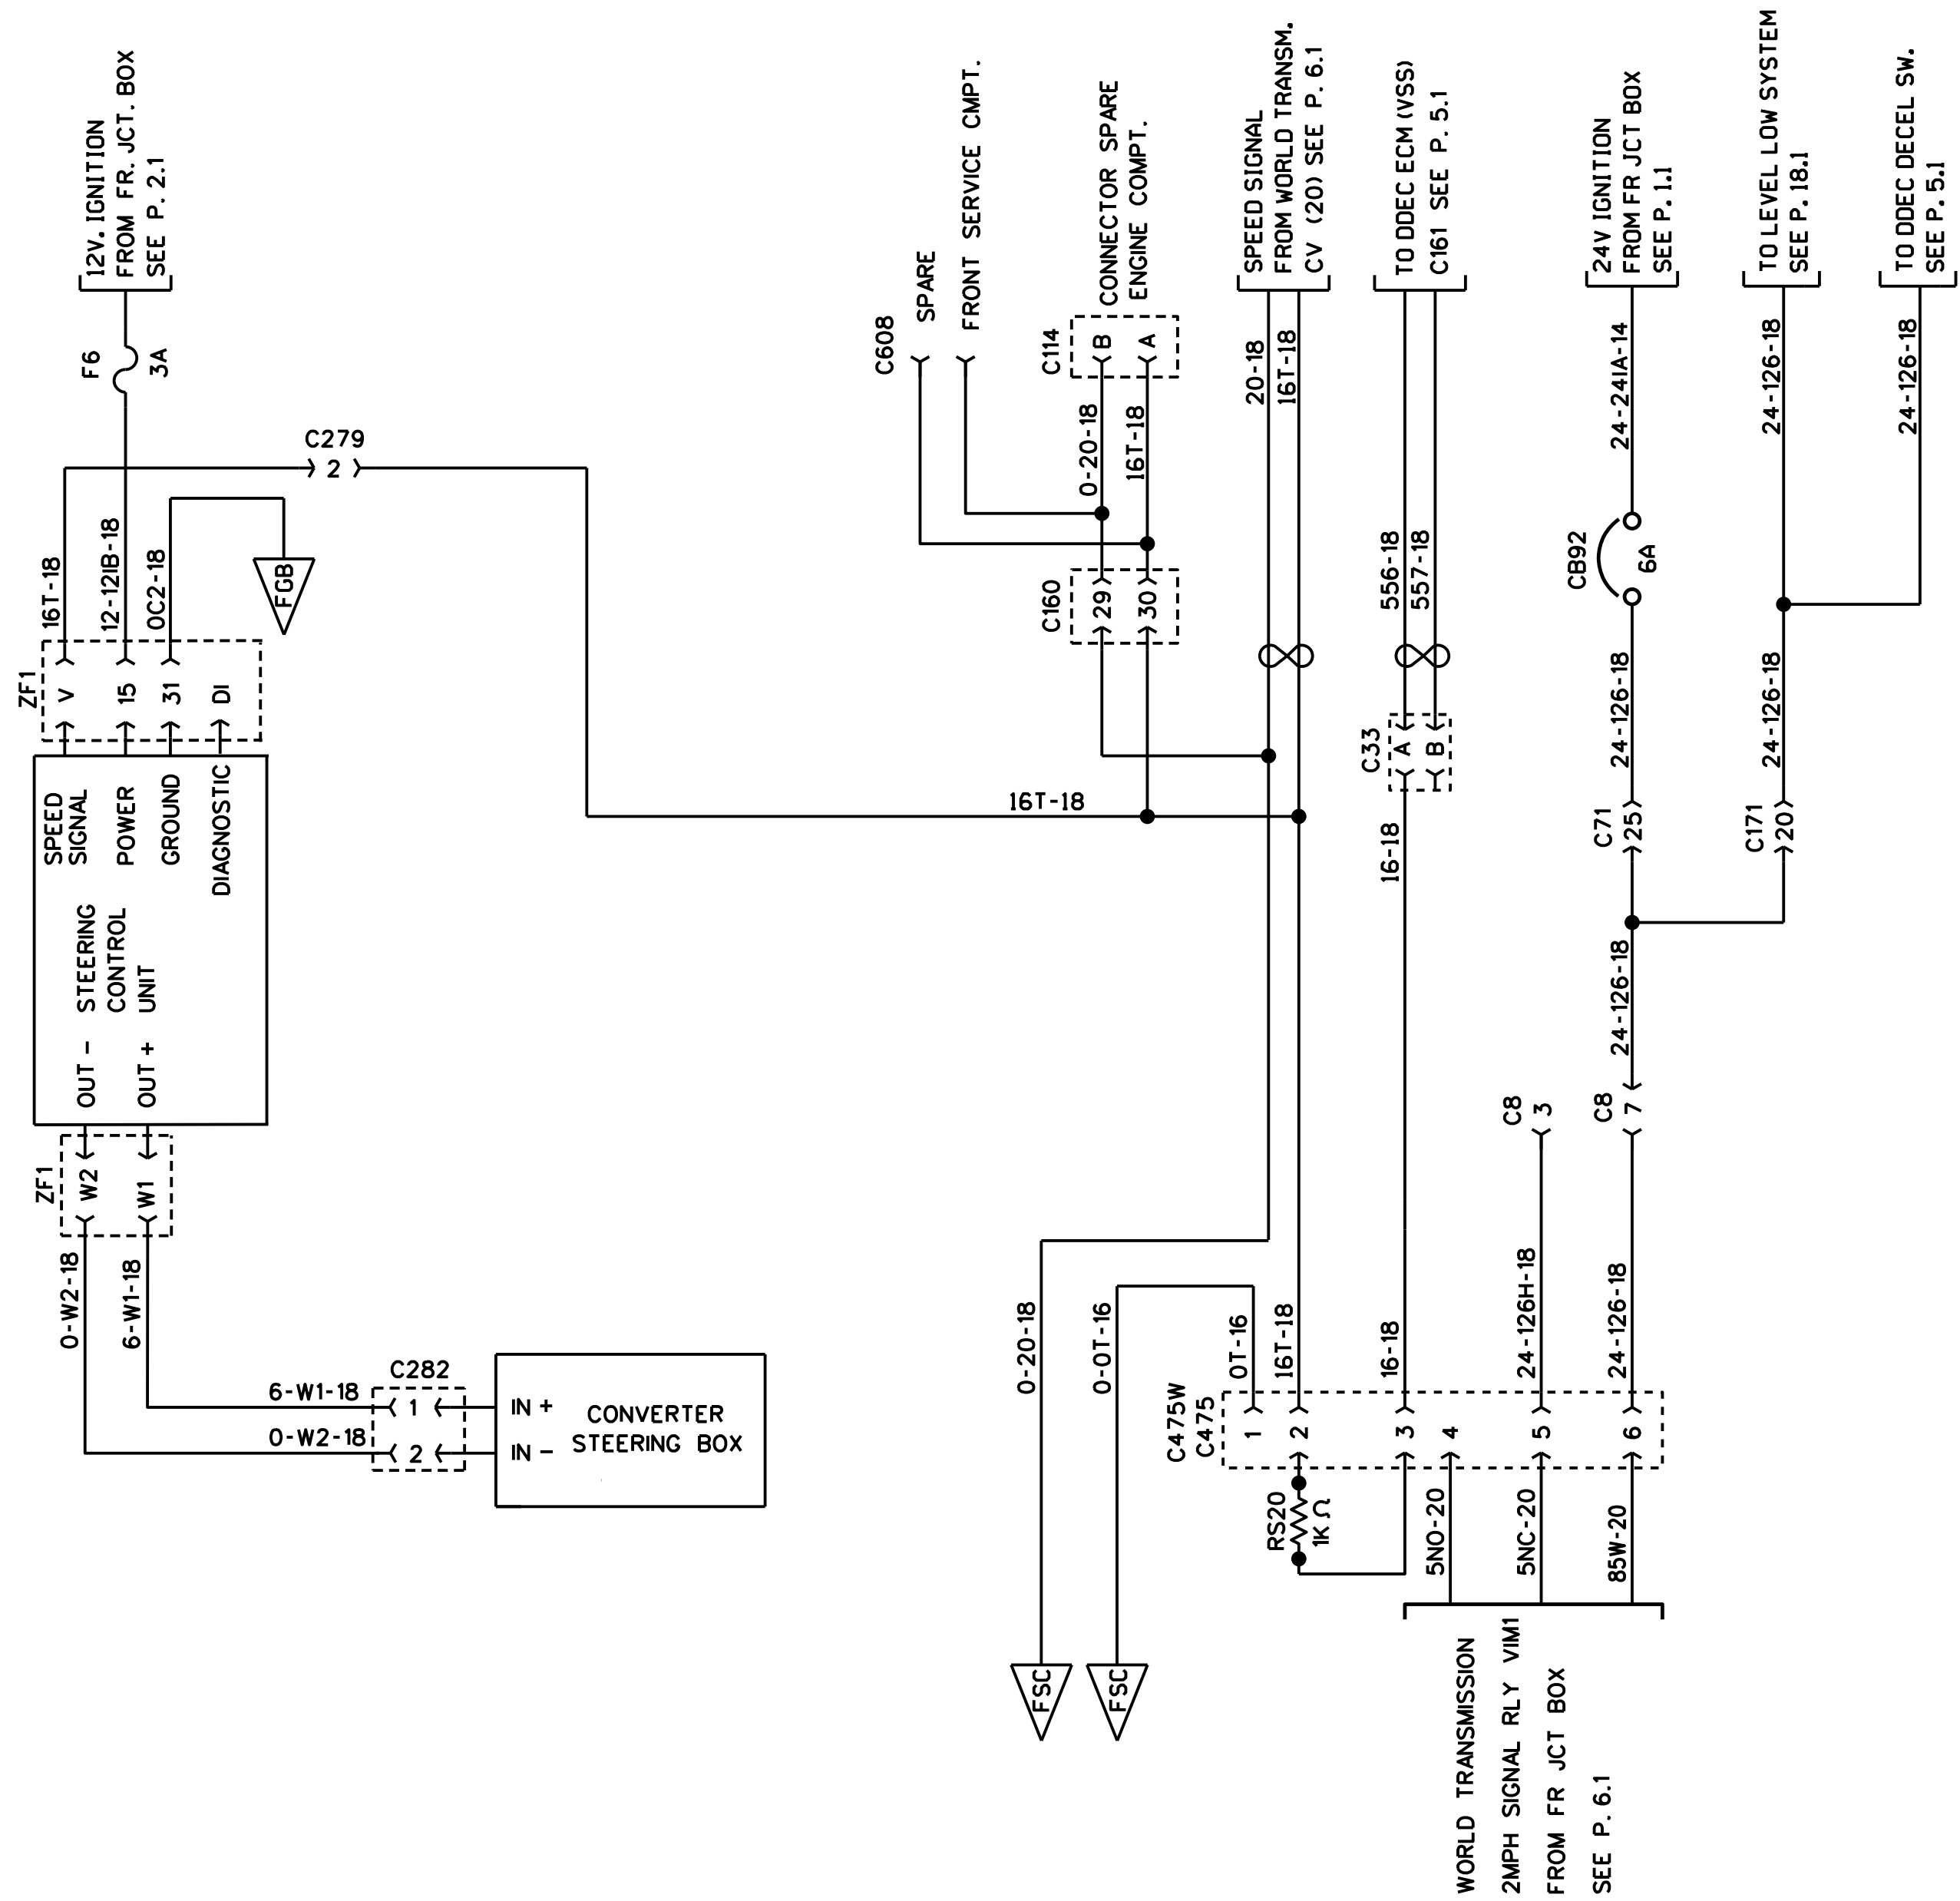 12V. IGNITION
FROM FR. JCT. BOX
SEE P. 2.1
F6
3A
C279
2
16T-18
12-12IB-18
0C2-18
FGB
ZF1
V
15
31
DI
SPEED
SIGNAL
POWER
GROUND
DIAGNOSTIC
STEERING
CONTROL
UNIT
OUT -
OUT +
ZF1
W2
W1
0-W2-18
6-W1-18
6-W1-18
0-W2-18
C282
1
2
IN +
IN -
CONVERTER
STEERING BOX
C608
SPARE
FRONT SERVICE CMPT.
CONNECTOR SPARE
ENGINE COMPT.
C114
B
A
0-20-18
16T-18
C160
29
30
16T-18
SPEED SIGNAL
FROM WORLD TRANSM.
CV (20) SEE P. 6.1
20-18
16T-18
TO DDEC ECM (VSS)
C161 SEE P. 5.1
556-18
557-18
C33
A
B
16-18
24V IGNITION
FROM FR JCT BOX
SEE P. 1.1
24-24IA-14
CB92
6A
24-126-18
C71
25
24-126-18
TO LEVEL LOW SYSTEM
SEE P. 18.1
24-126-18
24-126-18
C171
20
TO DDEC DECEL SW.
SEE P. 5.1
24-126-18
C8
3
C8
7
0-20-18
0-0T-16
FSC
FSC
0T-16
16T-18
16-18
24-126H-18
24-126-18
C475W
C475
1
2
3
4
5
6
RS20
1K Ω
5NO-20
5NC-20
85W-20
WORLD TRANSMISSION
2MPH SIGNAL RLY VIM1
FROM FR JCT BOX
SEE P. 6.1